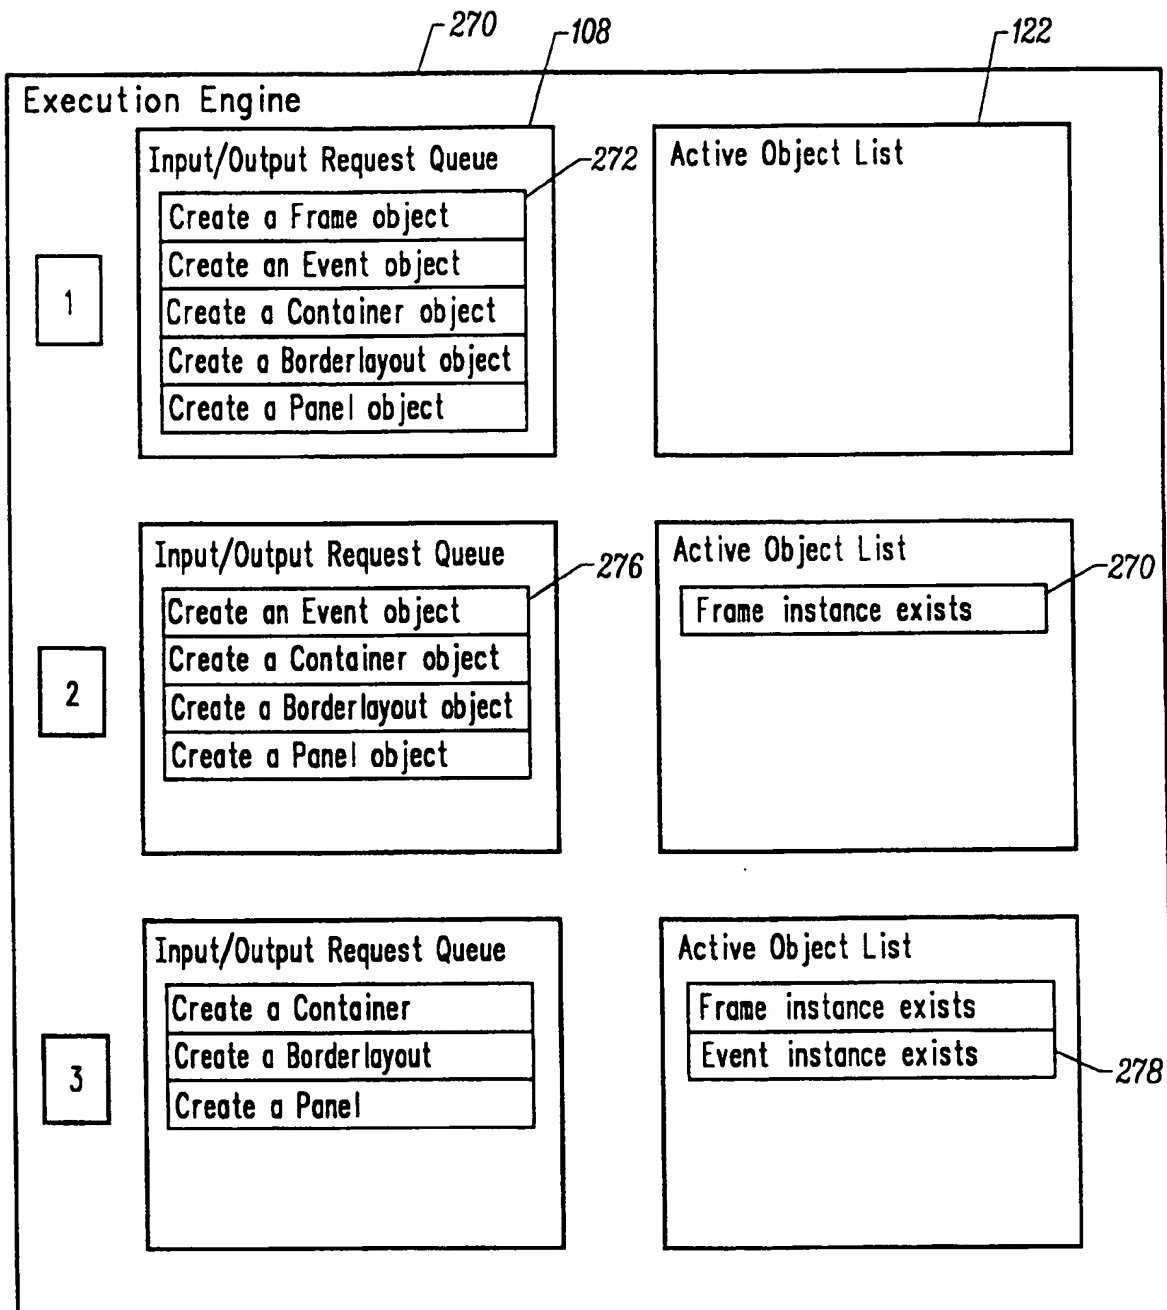 270
108
122
Execution Engine
Input/Output Request Queue
272
Create a Frame object
Create an Event object
Create a Container object
Create a Borderlayout object
Create a Panel object
Active Object List
1
Input/Output Request Queue
276
Create an Event object
Create a Container object
Create a Borderlayout object
Create a Panel object
Active Object List
270
Frame instance exists
2
Input/Output Request Queue
Create a Container
Create a Borderlayout
Create a Panel
Active Object List
Frame instance exists
Event instance exists
278
3